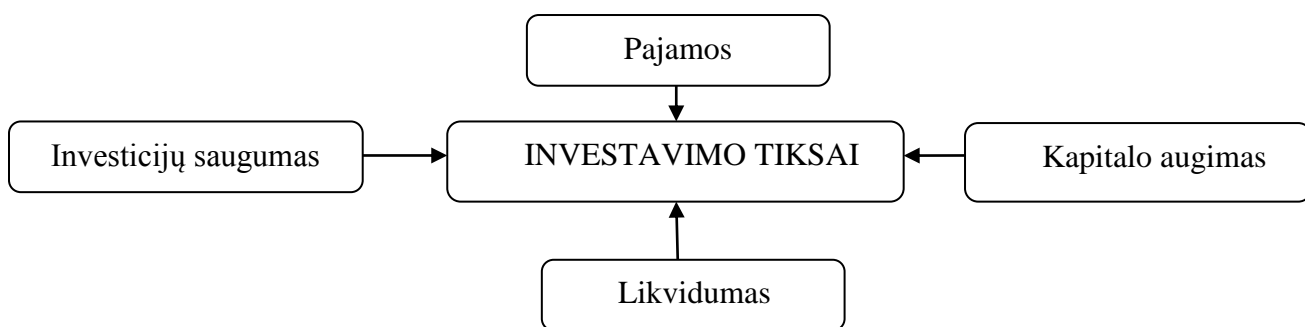 Pajamos
Investicijų saugumas
INVESTAVIMO TIKSAI
Kapitalo augimas
Likvidumas